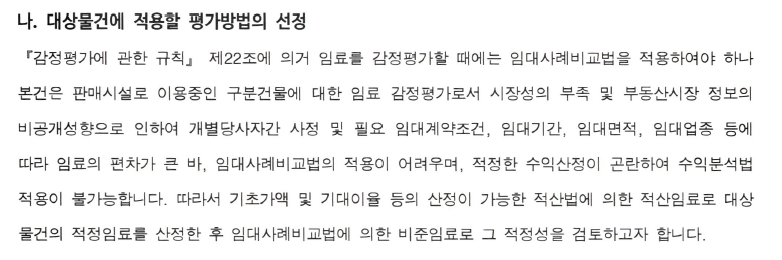 나. 대상물건에 적용할 평가방법의 선정
『감정평가에 관한 규칙』 제22조에 의거 임료를 감정평가할 때에는 임대사례비교법을 적용하여야 하나
본건은 판매시설로 이용중인 구분건물에 대한 임료 감정평가로서 시장성의 부족 및 부동산시장 정보의
비공개성향으로 인하여 개별당사자간 사정 및 필요 임대계약조건, 임대기간, 임대면적, 임대업종 등에
따라 임료의 편차가 큰 바, 임대사례비교법의 적용이 어려우며, 적정한 수익산정이 곤란하여 수익분석법
적용이 불가능합니다. 따라서 기초가액 및 기대이율 등의 산정이 가능한 적산법에 의한 적산임료로 대상
물건의 적정임료를 산정한 후 임대사례비교법에 의한 비준임료로 그 적정성을 검토하고자 합니다.